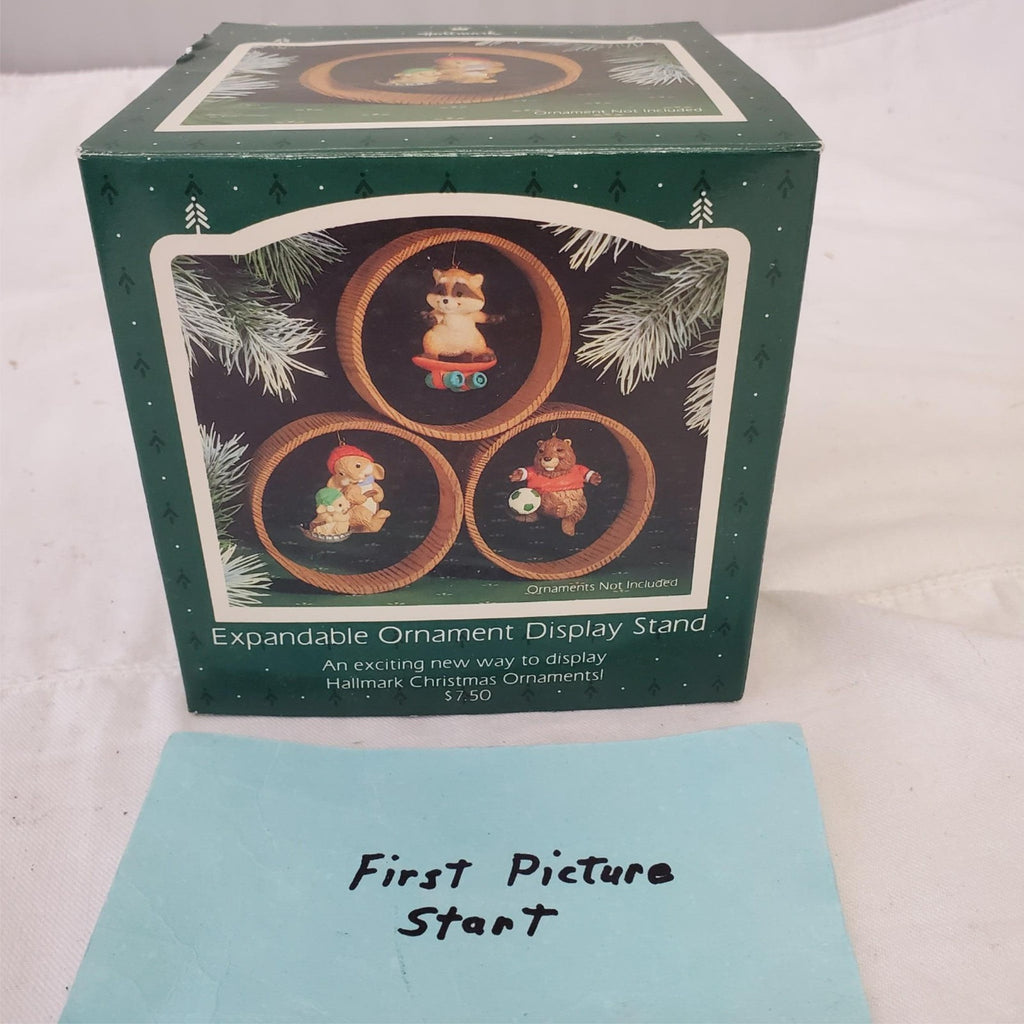 Hallmark
Ornament Not Included
Ornaments Not Included
Expandable Ornament Display Stand
An exciting new way to display
Hallmark Christmas Ornaments!
$7.50
First Picture
Start